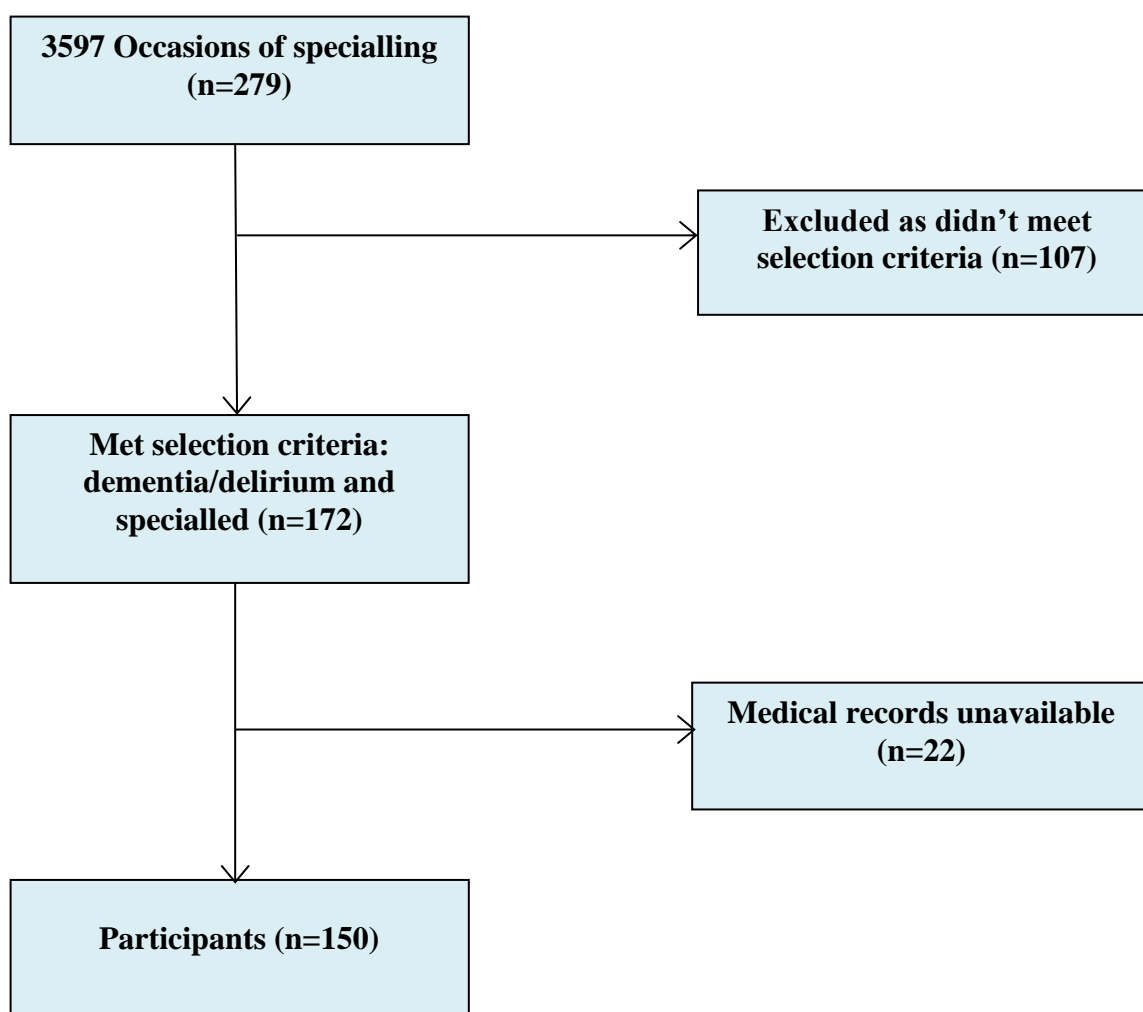 3597 Occasions of specialling
(n=279)
Excluded as didn’t meet
selection criteria (n=107)
Met selection criteria:
dementia/delirium and
specialled (n=172)
Medical records unavailable
(n=22)
Participants (n=150)